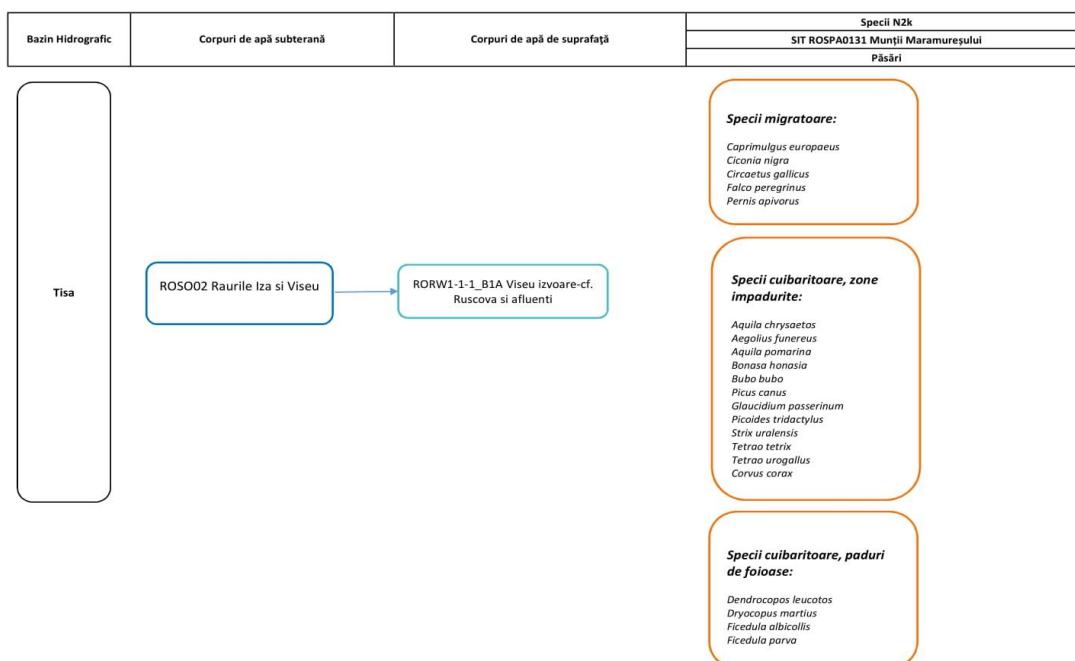 Bazin Hidrografic
Corpuri de apă subterană
Corpuri de apă de suprafață
Specii N2k
SIT ROSPA0131 Munții Maramureșului
Păsări
Tisa
ROSO02 Raurile Iza si Viseu
RORW1-1-1_B1A Viseu izvoare-cf.
Ruscova si afluenti
Specii migratoare:
Caprimulgus europaeus
Ciconia nigra
Circaetus gallicus
Falco peregrinus
Pernis apivorus
Specii cuibaritoare, zone
impadurite:
Aquila chrysaetos
Aegolius funereus
Aquila pomarina
Bonasa honasia
Bubo bubo
Picus canus
Glaucidium passerinum
Picoides tridactylus
Strix uralensis
Tetrao tetrix
Tetrao urogallus
Corvus corax
Specii cuibaritoare, paduri
de foioase:
Dendrocopos leucotos
Dryocopus martius
Ficedula albicollis
Ficedula parva